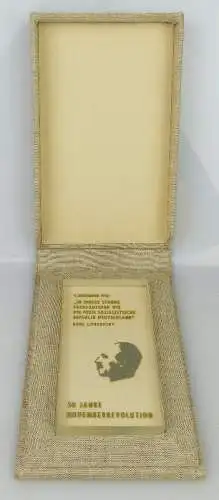 9. NOVEMBER 1918
"IN DIESER STUNDE
PROKLAMIEREN WIR
DIE FREIE SOZIALISTISCHE
REPUBLIK DEUTSCHLAND"
KARL LIEBKNECHT
50 JAHRE
NOVEMBERREVOLUTION